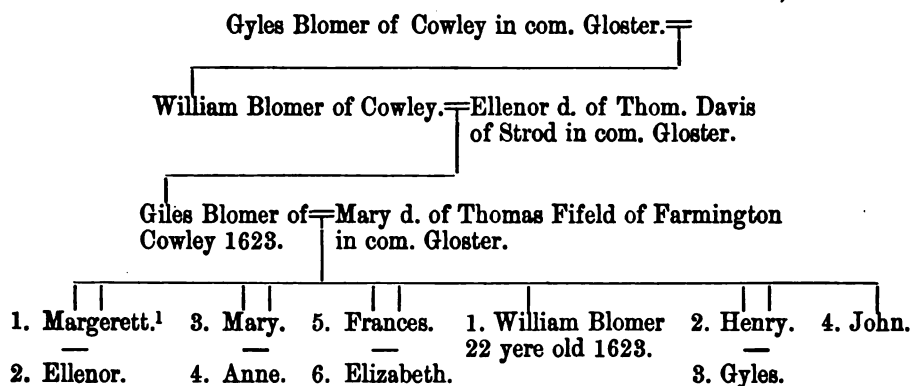 Gyles Blomer of Cowley in com. Gloster.
William Blomer of Cowley. Ellenor d. of Thom. Davis
of Strod in com. Gloster.
Giles Blomer of Mary d. of Thomas Fifeld of Farmington
Cowley 1623. in com. Gloster.
1. Margerett.¹ 3. Mary. 5. Frances. 1. William Blomer 2. Henry. 4. John.
22 yere old 1623.
2. Ellenor. 4. Anne. 6. Elizabeth. 3. Gyles.